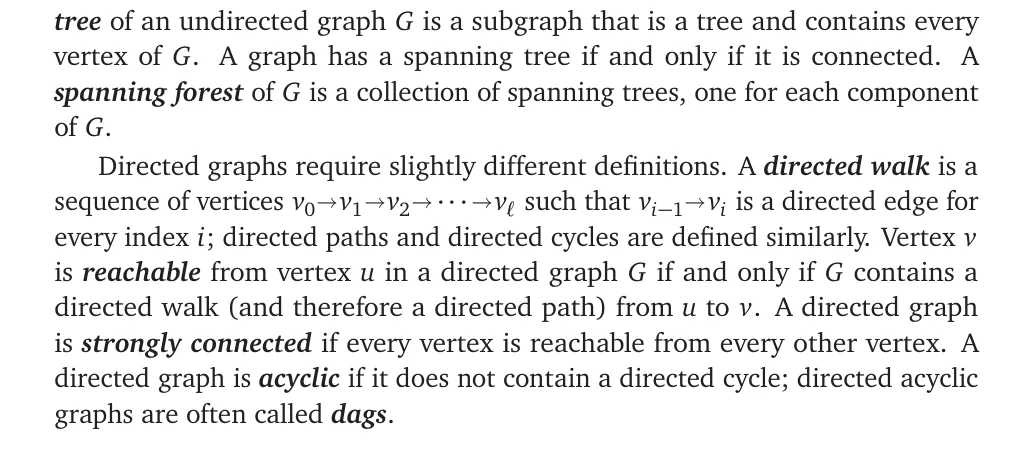 tree of an undirected graph G is a subgraph that is a tree and contains every
vertex of G. A graph has a spanning tree if and only if it is connected. A
spanning forest of G is a collection of spanning trees, one for each component
of G.
Directed graphs require slightly different definitions. A directed walk is a
sequence of vertices v₀→v₁→v₂→···→vℓ such that vᵢ₋₁→vᵢ is a directed edge for
every index i; directed paths and directed cycles are defined similarly. Vertex v
is reachable from vertex u in a directed graph G if and only if G contains a
directed walk (and therefore a directed path) from u to v. A directed graph
is strongly connected if every vertex is reachable from every other vertex. A
directed graph is acyclic if it does not contain a directed cycle; directed acyclic
graphs are often called dags.